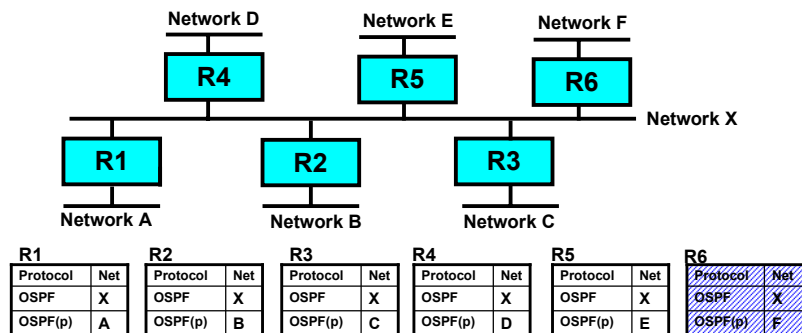 Network D
Network E
Network F
R4
R5
R6
Network X
R1
R2
R3
Network A
Network B
Network C
R1
Protocol Net
OSPF X
OSPF(p) A
R2
Protocol Net
OSPF X
OSPF(p) B
R3
Protocol Net
OSPF X
OSPF(p) C
R4
Protocol Net
OSPF X
OSPF(p) D
R5
Protocol Net
OSPF X
OSPF(p) E
R6
Protocol Net
OSPF X
OSPF(p) F